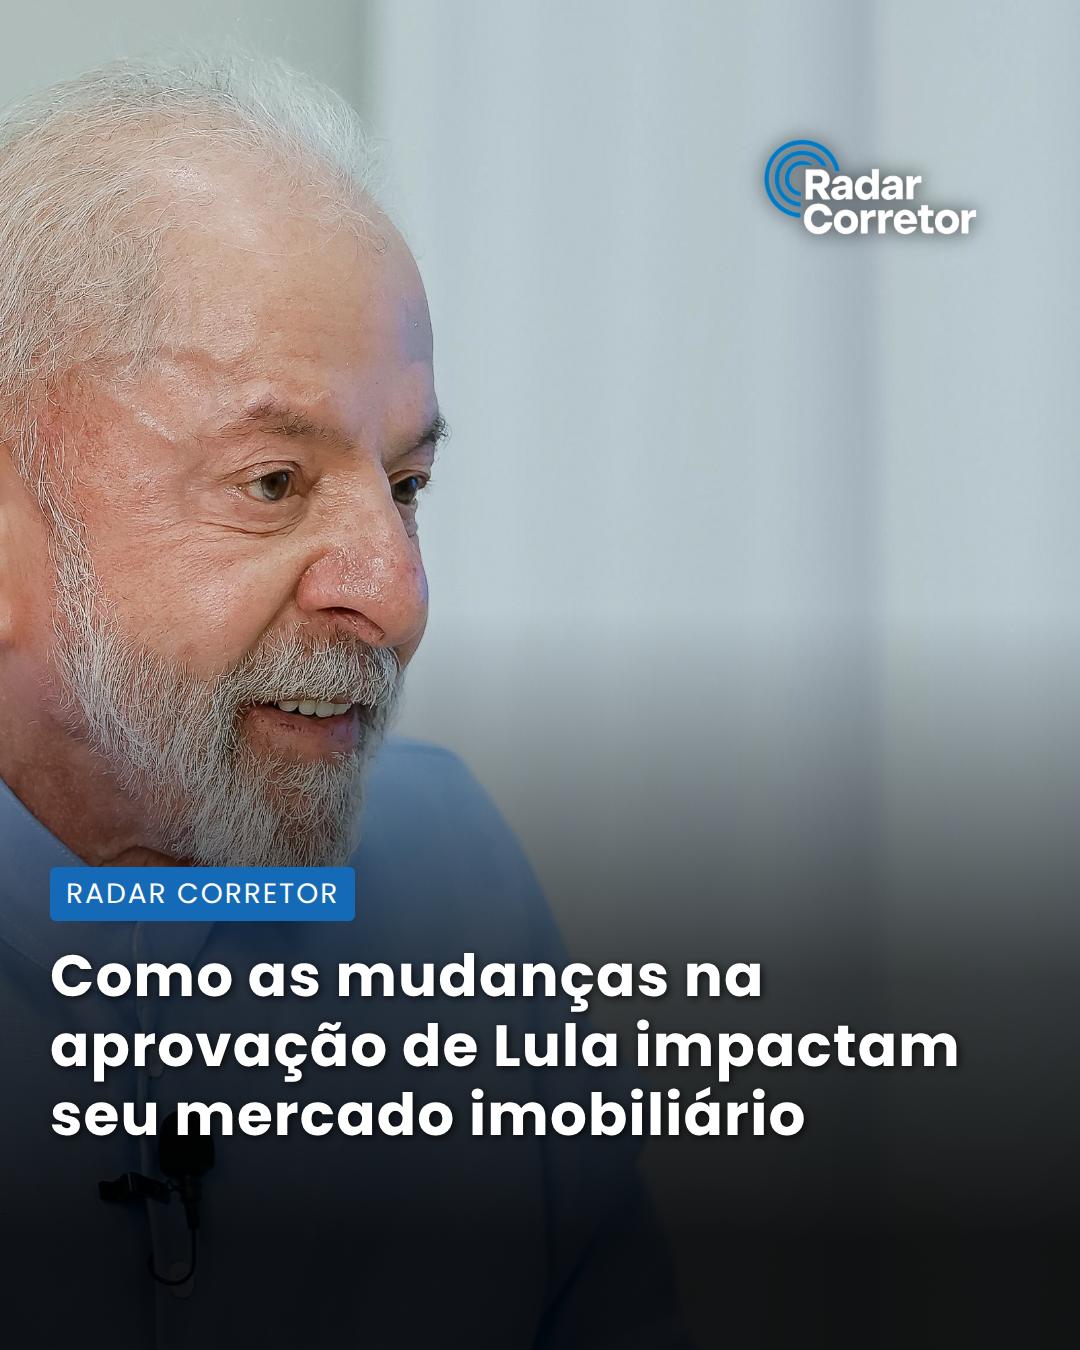 Radar
Corretor
RADAR CORRETOR
Como as mudanças na
aprovação de Lula impactam
seu mercado imobiliário